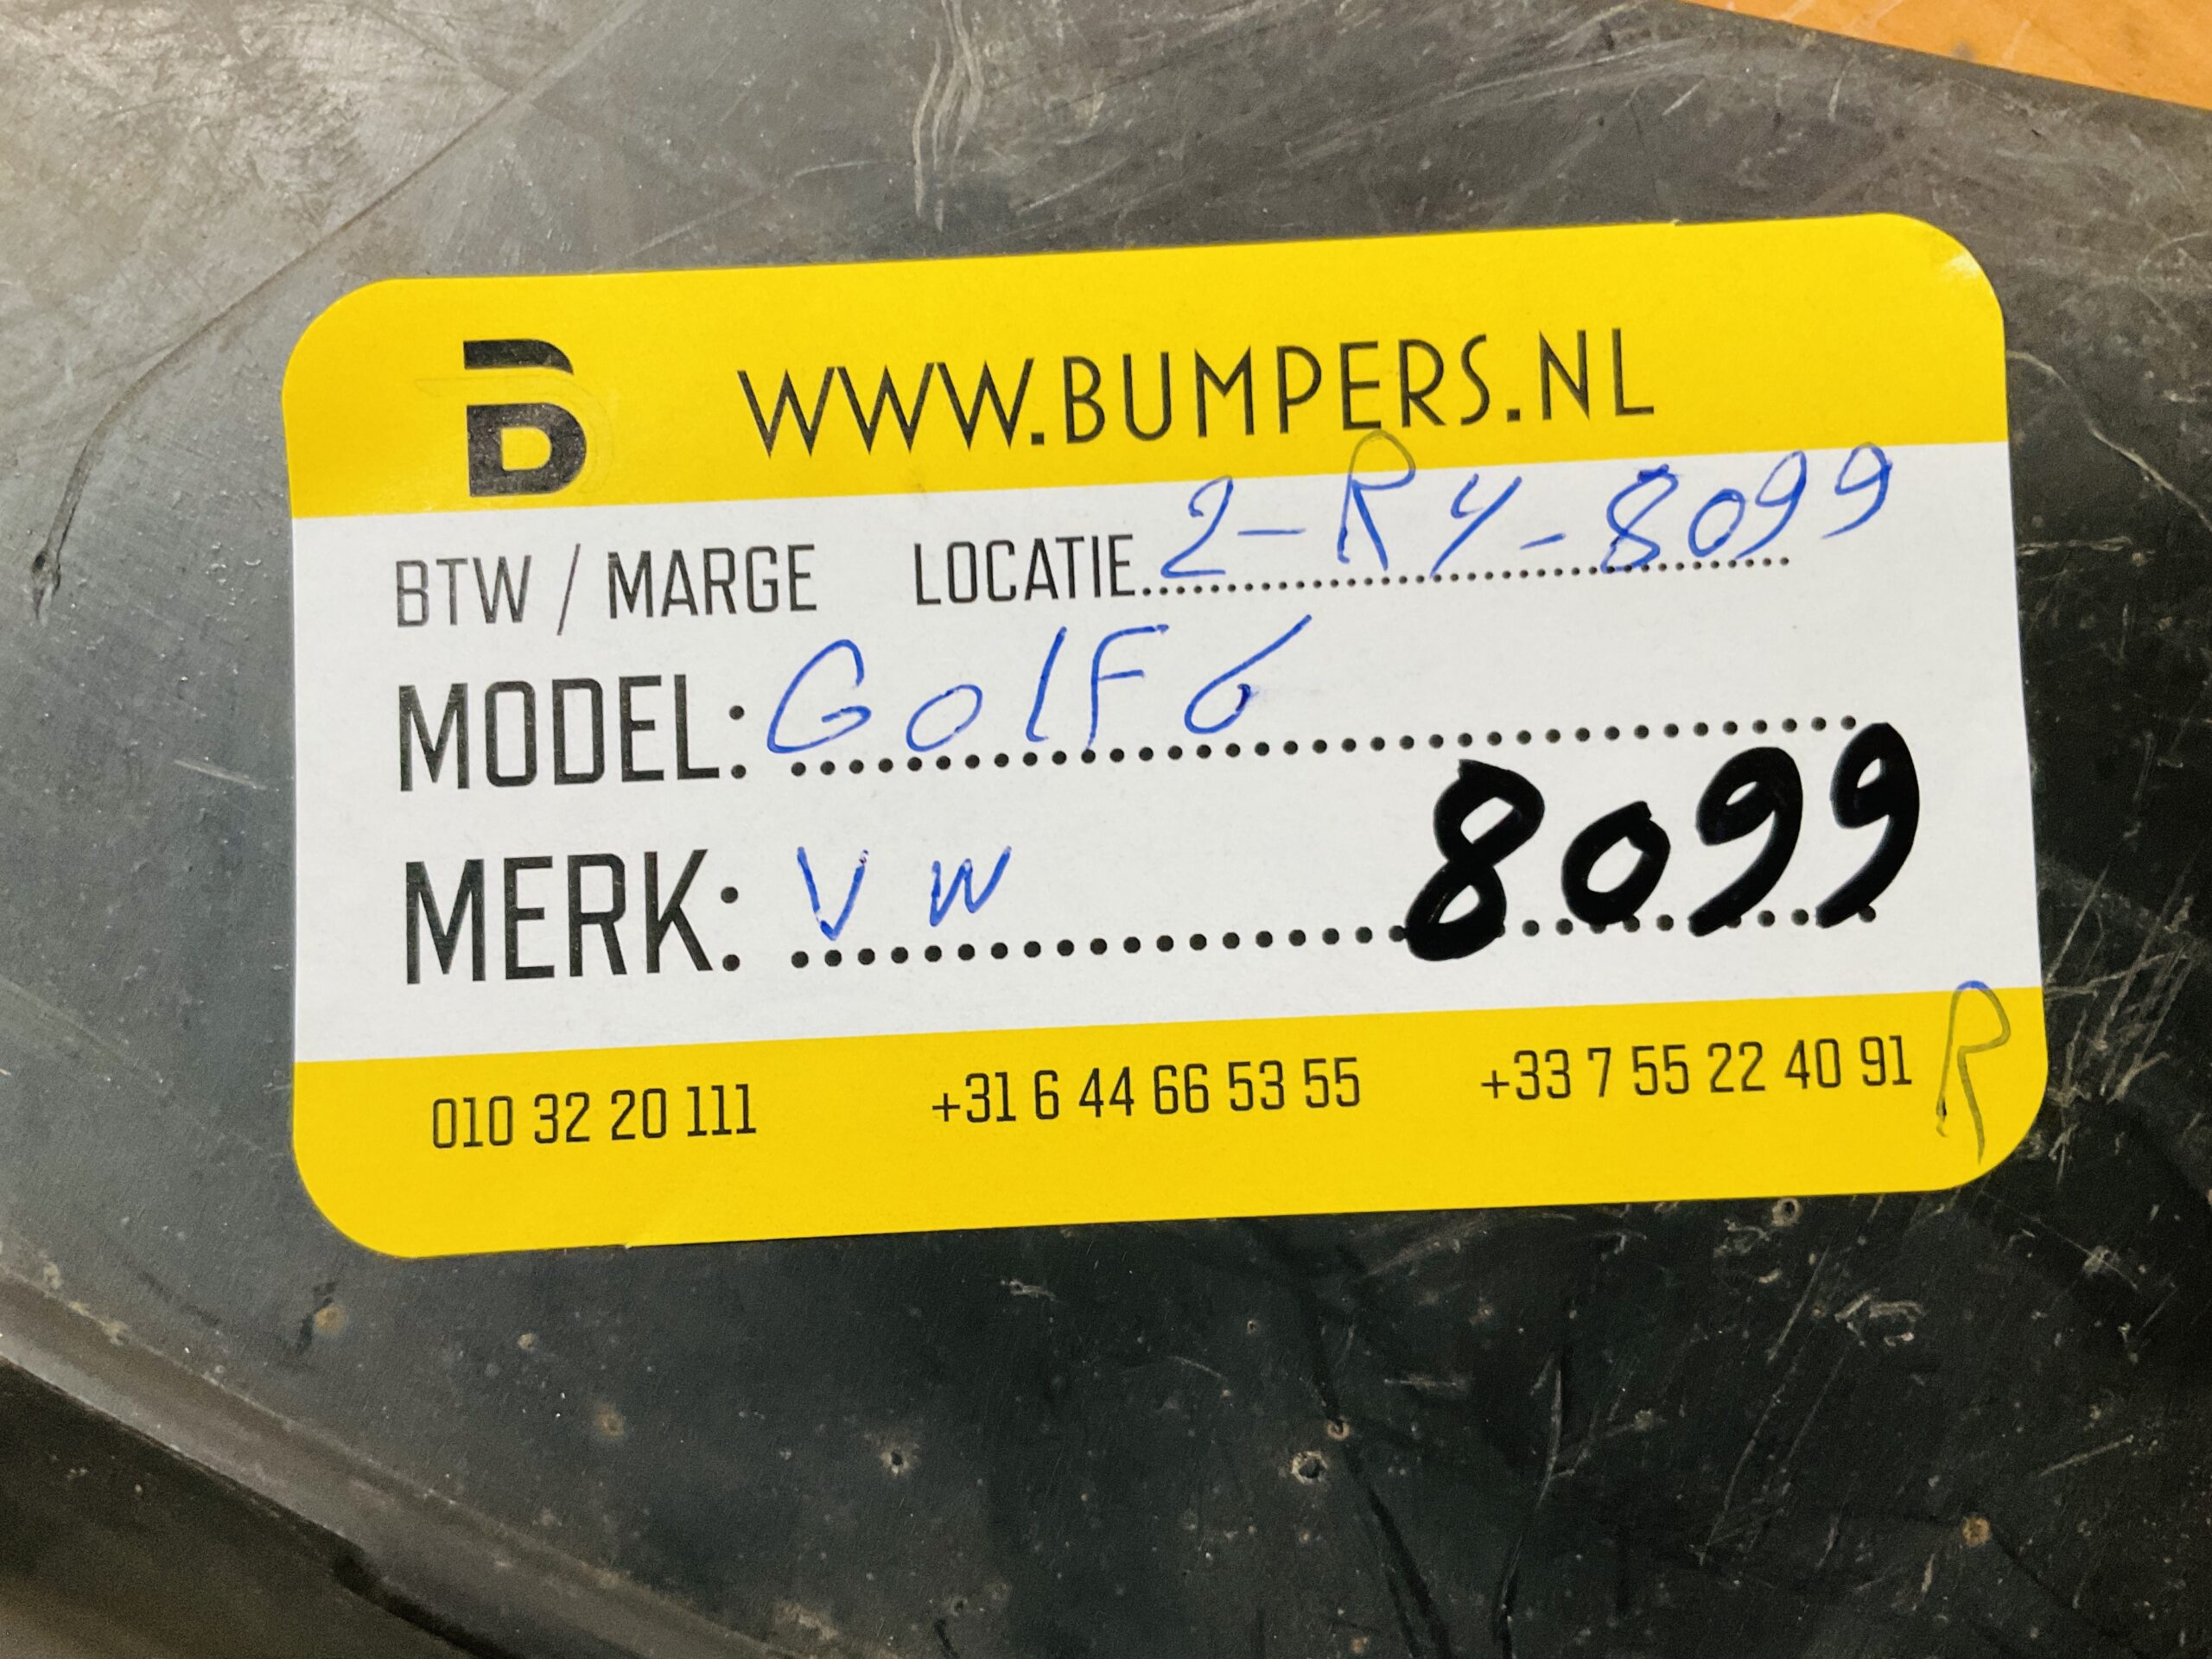 B WWW.BUMPERS.NL
BTW / MARGE LOCATIE 2-R4-8099
MODEL: Golf 6
MERK: VW 8099
010 32 20 111 +31 6 44 66 53 55 +33 7 55 22 40 91 R